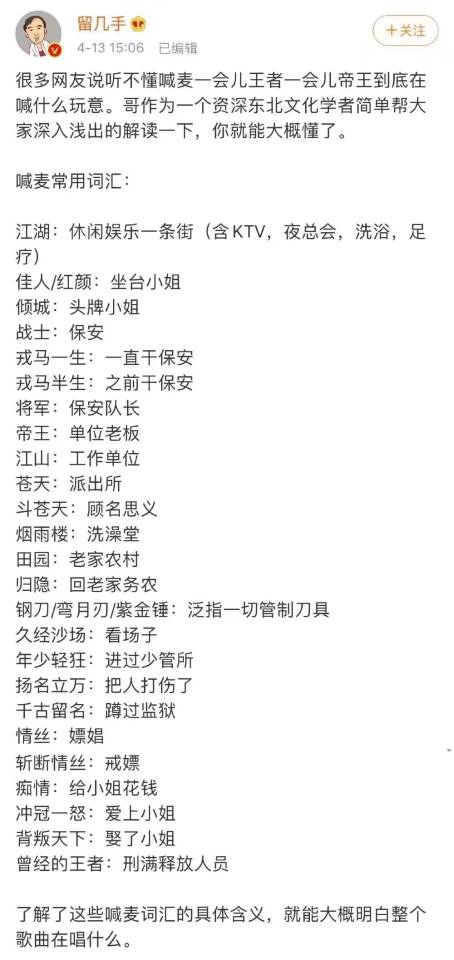 留几手
4-13 15:06 已编辑
+关注
很多网友说听不懂喊麦一会儿王者一会儿帝王到底在
喊什么玩意。哥作为一个资深东北文化学者简单帮大
家深入浅出的解读一下，你就能大概懂了。
喊麦常用词汇：
江湖：休闲娱乐一条街（含KTV，夜总会，洗浴，足
疗）
佳人/红颜：坐台小姐
倾城：头牌小姐
战士：保安
戎马一生：一直干保安
戎马半生：之前干保安
将军：保安队长
帝王：单位老板
江山：工作单位
苍天：派出所
斗苍天：顾名思义
烟雨楼：洗澡堂
田园：老家农村
归隐：回老家务农
钢刀/弯月刃/紫金锤：泛指一切管制刀具
久经沙场：看场子
年少轻狂：进过少管所
扬名立万：把人打伤了
千古留名：蹲过监狱
情丝：嫖娼
斩断情丝：戒嫖
痴情：给小姐花钱
冲冠一怒：爱上小姐
背叛天下：娶了小姐
曾经的王者：刑满释放人员
了解了这些喊麦词汇的具体含义，就能大概明白整个
歌曲在唱什么。